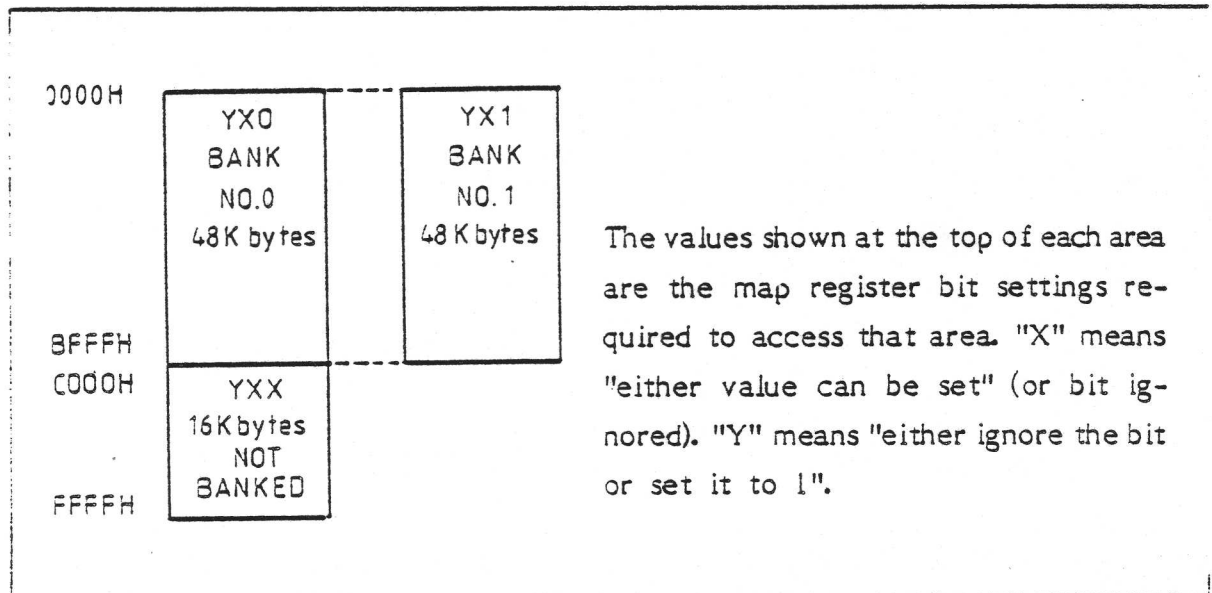 0000H
YX0
BANK
NO.0
48K bytes
YX1
BANK
NO.1
48K bytes
BFFFH
C000H
YXX
16K bytes
NOT
BANKED
FFFFH
The values shown at the top of each area
are the map register bit settings re-
quired to access that area. "X" means
"either value can be set" (or bit ig-
nored). "Y" means "either ignore the bit
or set it to 1".